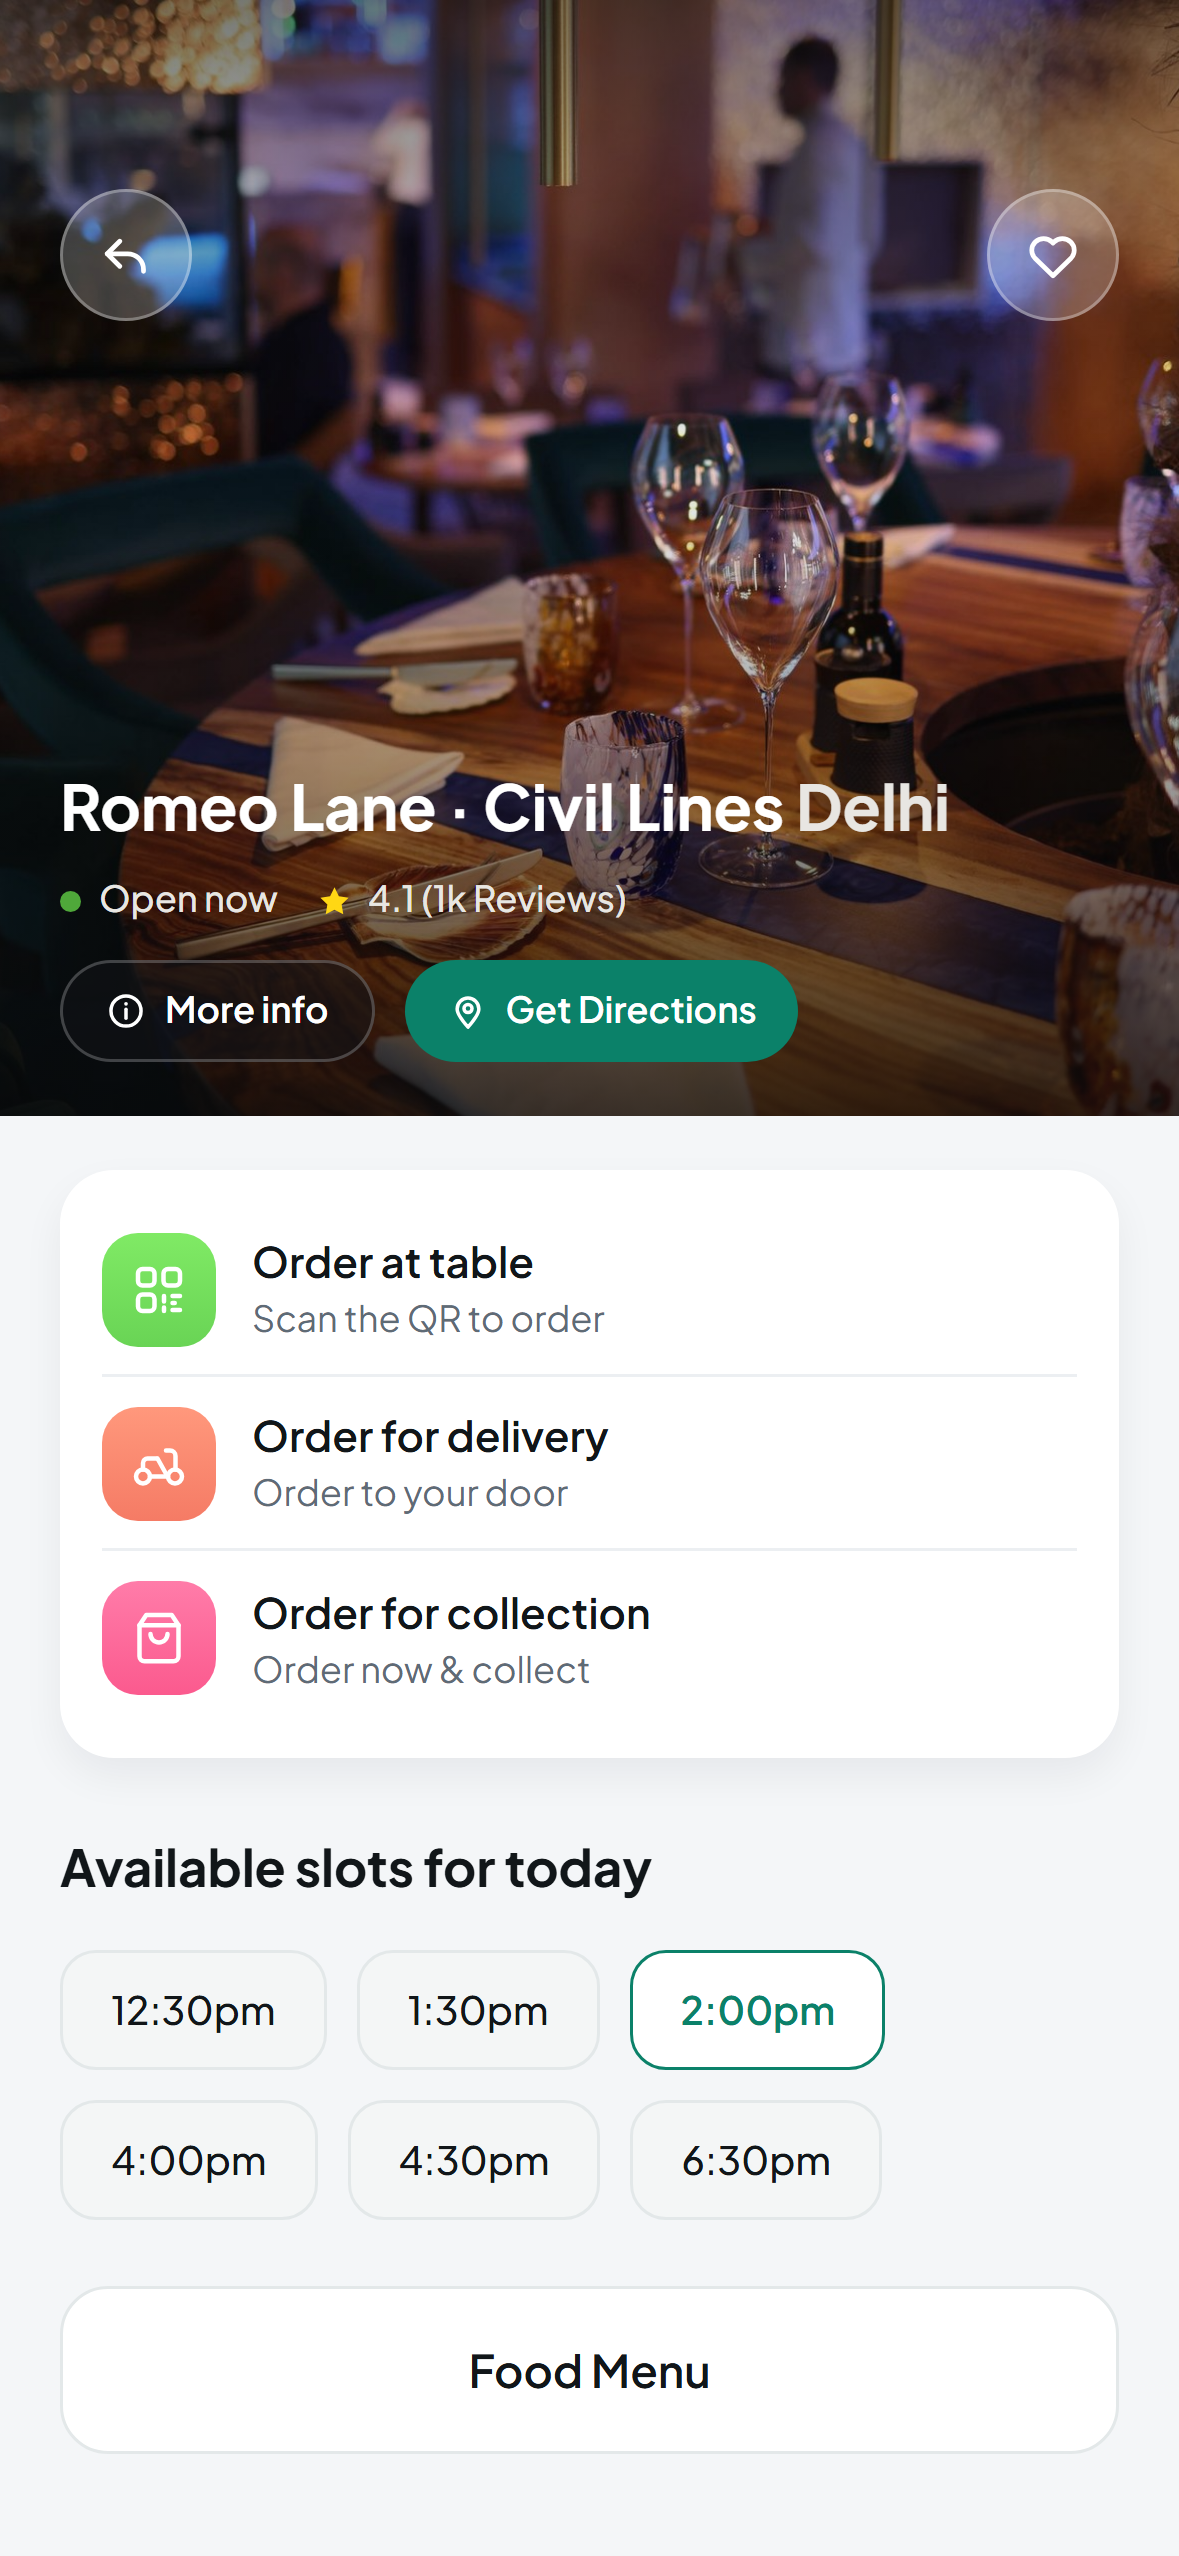 Romeo Lane · Civil Lines Delhi
Open now 4.1 (1k Reviews)
More info Get Directions
Order at table
Scan the QR to order
Order for delivery
Order to your door
Order for collection
Order now & collect
Available slots for today
12:30pm 1:30pm 2:00pm
4:00pm 4:30pm 6:30pm
Food Menu